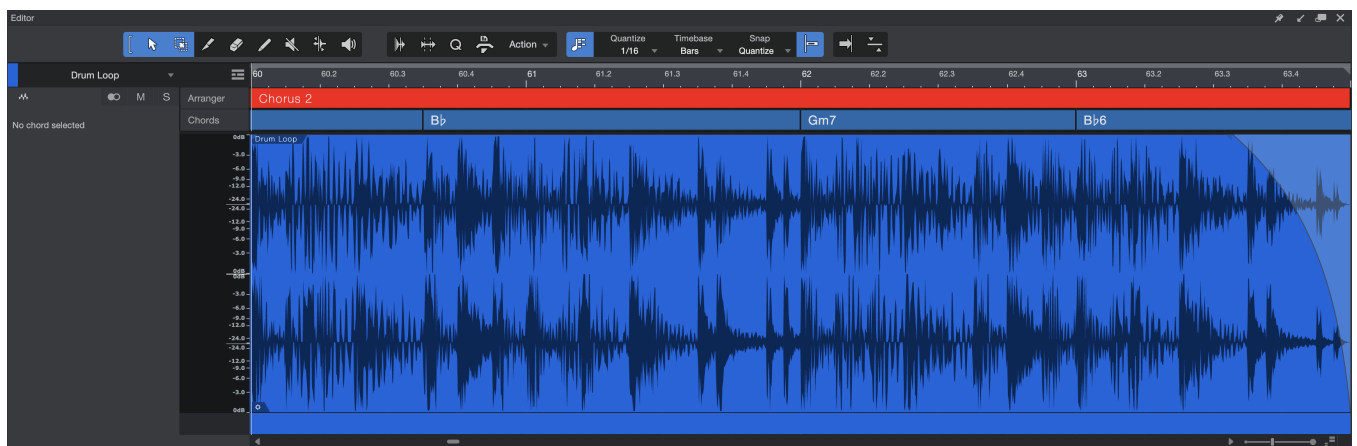 Editor
Q Action Quantize 1/16 Timebase Bars Snap Quantize
Drum Loop 60 60.2 60.3 60.4 61 61.2 61.3 61.4 62 62.2 62.3 62.4 63 63.2 63.3 63.4
M S Arranger Chorus 2
No chord selected Chords B♭ Gm7 B♭6
0dB Drum Loop
-3.0
-6.0
-9.0
-12.0
-24.0
-24.0
-12.0
-9.0
-6.0
-3.0
0dB
0dB
-3.0
-6.0
-9.0
-12.0
-24.0
-24.0
-12.0
-9.0
-6.0
-3.0
0dB